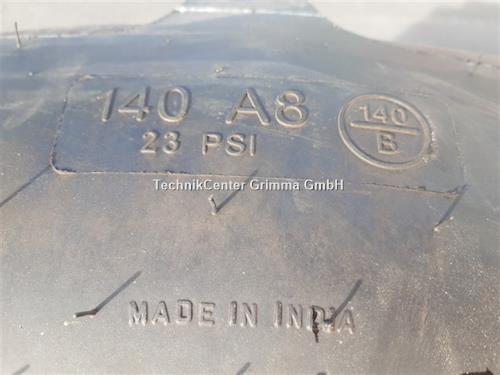 140 A8
140
B
23 PSI
TechnikCenter Grimma GmbH
MADE IN INDIA